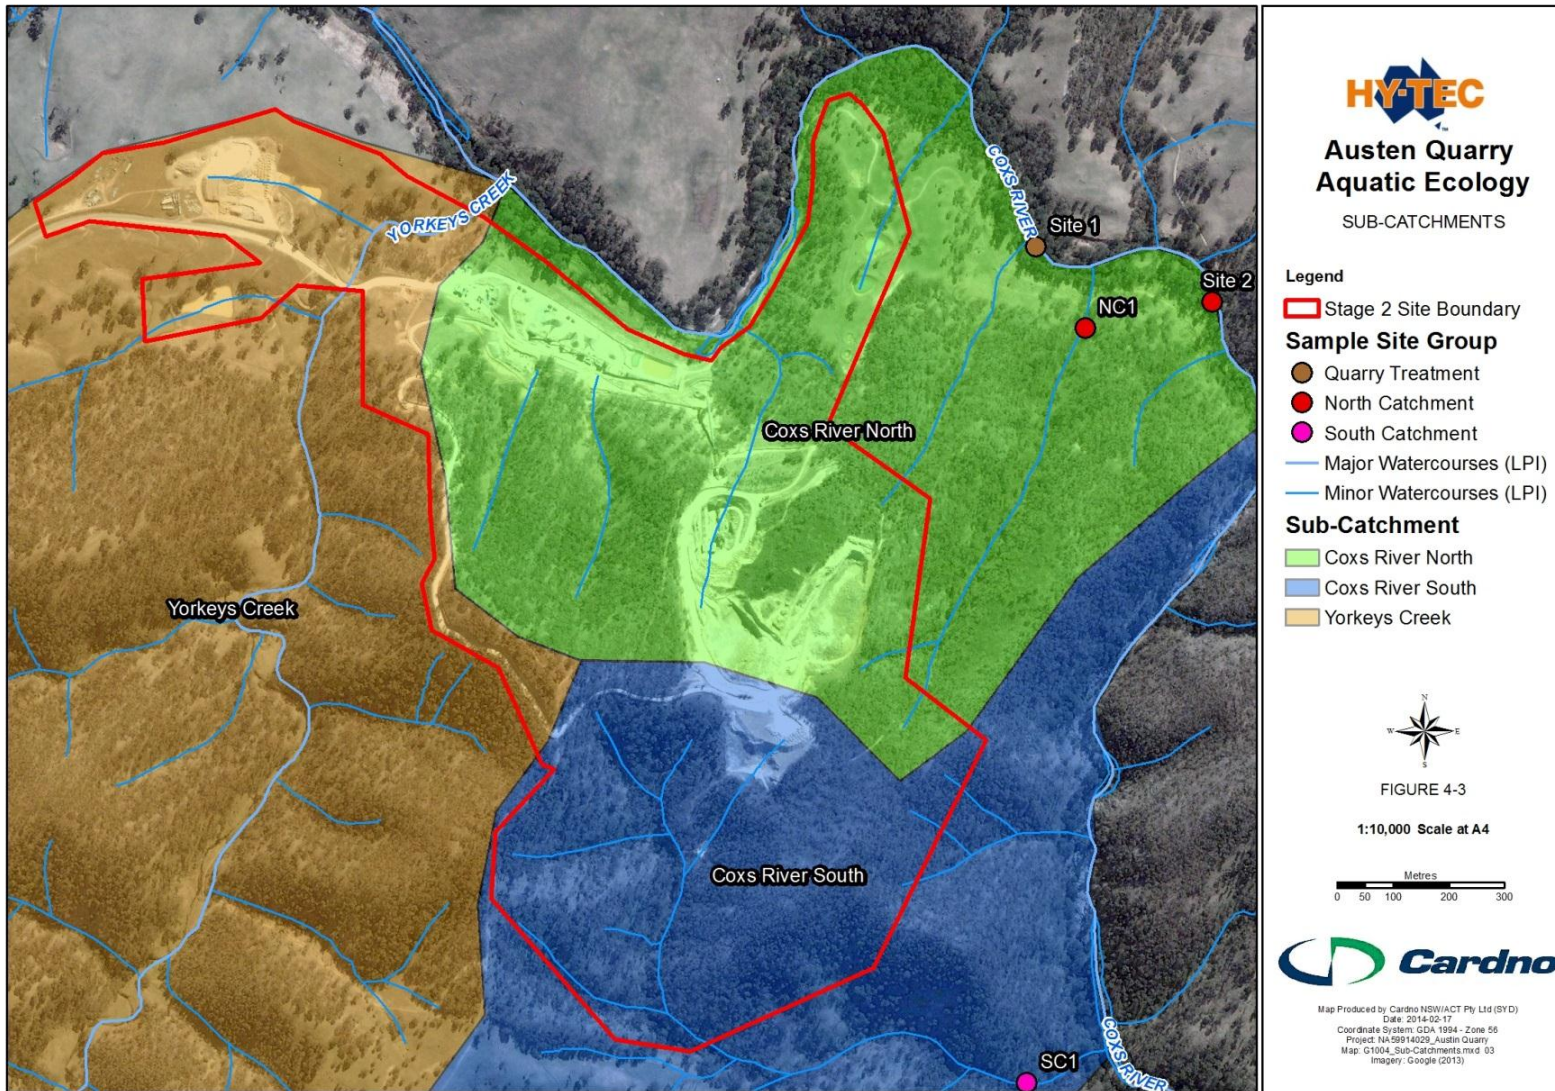 YORKEYS CREEK
COXS RIVER
Site 1
Site 2
NC1
Coxs River North
Yorkeys Creek
Coxs River South
SC1
COXS RIVER
HY-TEC
TM
Austen Quarry
Aquatic Ecology
SUB-CATCHMENTS
Legend
Stage 2 Site Boundary
Sample Site Group
Quarry Treatment
North Catchment
South Catchment
Major Watercourses (LPI)
Minor Watercourses (LPI)
Sub-Catchment
Coxs River North
Coxs River South
Yorkeys Creek
N
W E
S
FIGURE 4-3
1:10,000 Scale at A4
Metres
0 50 100 200 300
Cardno
Map Produced by Cardno NSW/ACT Pty Ltd (SYD)
Date: 2014-02-17
Coordinate System: GDA 1994 - Zone 56
Project: NA59914029_Austin Quarry
Map: G1004_Sub-Catchments.mxd 03
Imagery: Google (2013)